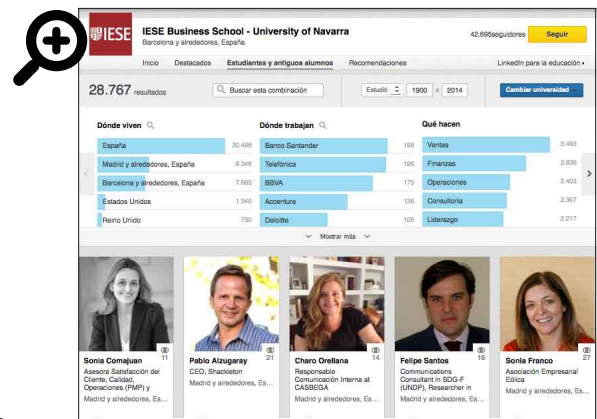 IESE
IESE Business School - University of Navarra
Barcelona y alrededores, España
42.695seguidores
Seguir
Inicio Destacados Estudiantes y antiguos alumnos Recomendaciones LinkedIn para la educación
28.767 resultados
Buscar esta combinación
Estudió 1900 a 2014
Cambiar universidad
Dónde viven
España 20.498
Madrid y alrededores, España 8.346
Barcelona y alrededores, España 7.665
Estados Unidos 1.340
Reino Unido 730
Dónde trabajan
Banco Santander 199
Telefónica 195
BBVA 175
Accenture 136
Deloitte 105
Qué hacen
Ventas 3.483
Finanzas 2.836
Operaciones 2.403
Consultoría 2.307
Liderazgo 2.217
Mostrar más
11
Sonia Comajuan
Asesora Satisfacción del
Cliente, Calidad,
Operaciones (PMP) y
Madrid y alrededores, Es...
21
Pablo Alzugaray
CEO, Shackleton
Madrid y alrededores, Es...
14
Charo Orellana
Responsable
Comunicación Interna at
CASBEGA
Madrid y alrededores, Es...
16
Felipe Santos
Communications
Consultant in SDG-F
(UNDP), Researcher in
Madrid y alrededores, Es...
27
Sonia Franco
Asociación Empresarial
Eólica
Madrid y alrededores, Es...